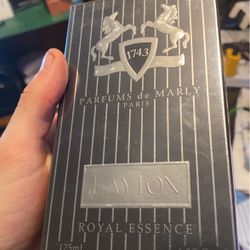 1743
PARFUMS de MARLY
PARIS
LAYTON
ROYAL ESSENCE
125ml